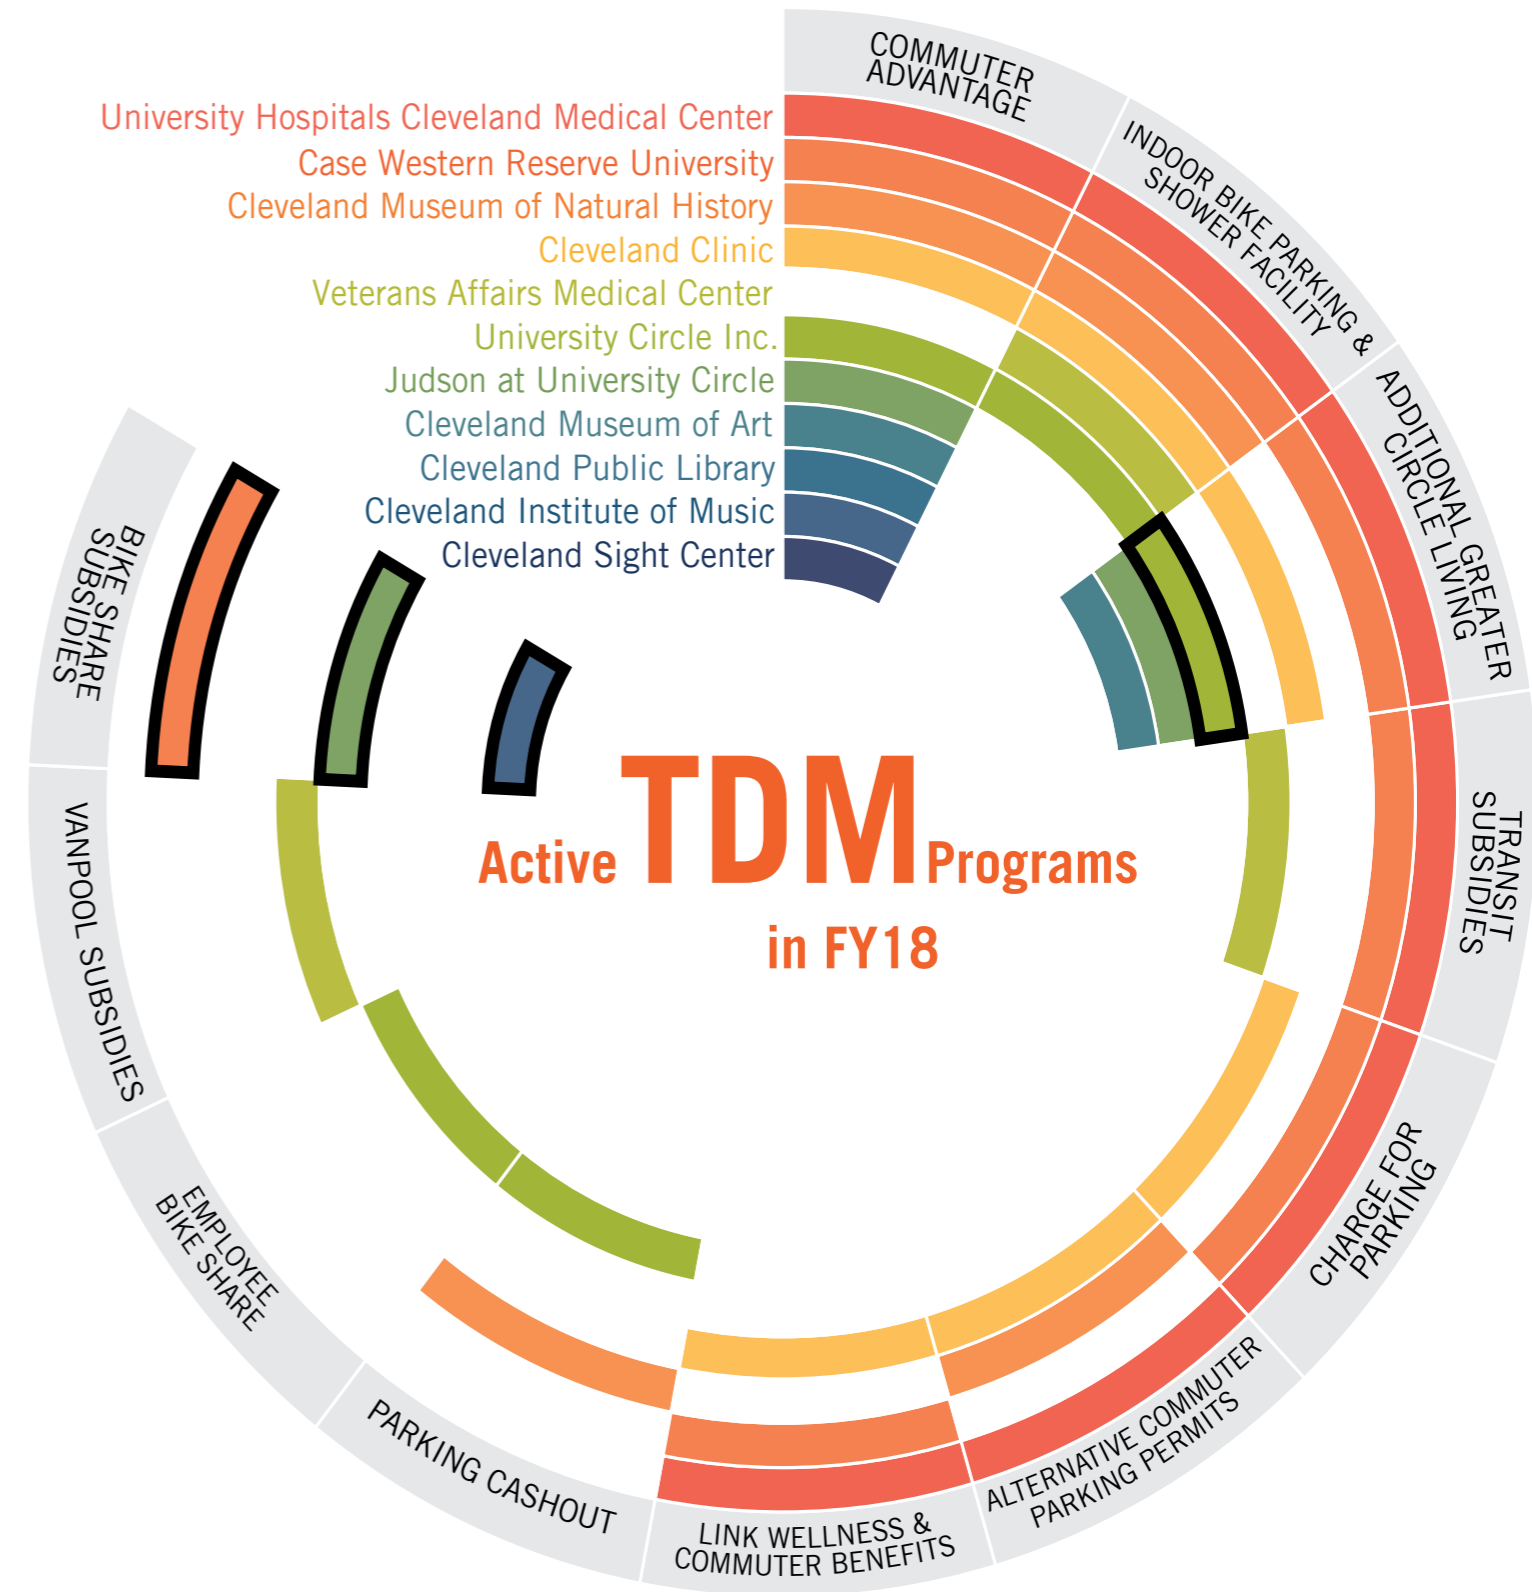 COMMUTER
ADVANTAGE
INDOOR BIKE PARKING &
SHOWER FACILITY
ADDITIONAL GREATER
CIRCLE LIVING
TRANSIT
SUBSIDIES
CHARGE FOR
PARKING
ALTERNATIVE COMMUTER
PARKING PERMITS
LINK WELLNESS &
COMMUTER BENEFITS
PARKING CASHOUT
EMPLOYEE
BIKE SHARE
VANPOOL SUBSIDIES
BIKE SHARE
SUBSIDIES
University Hospitals Cleveland Medical Center
Case Western Reserve University
Cleveland Museum of Natural History
Cleveland Clinic
Veterans Affairs Medical Center
University Circle Inc.
Judson at University Circle
Cleveland Museum of Art
Cleveland Public Library
Cleveland Institute of Music
Cleveland Sight Center
Active TDM Programs
in FY18